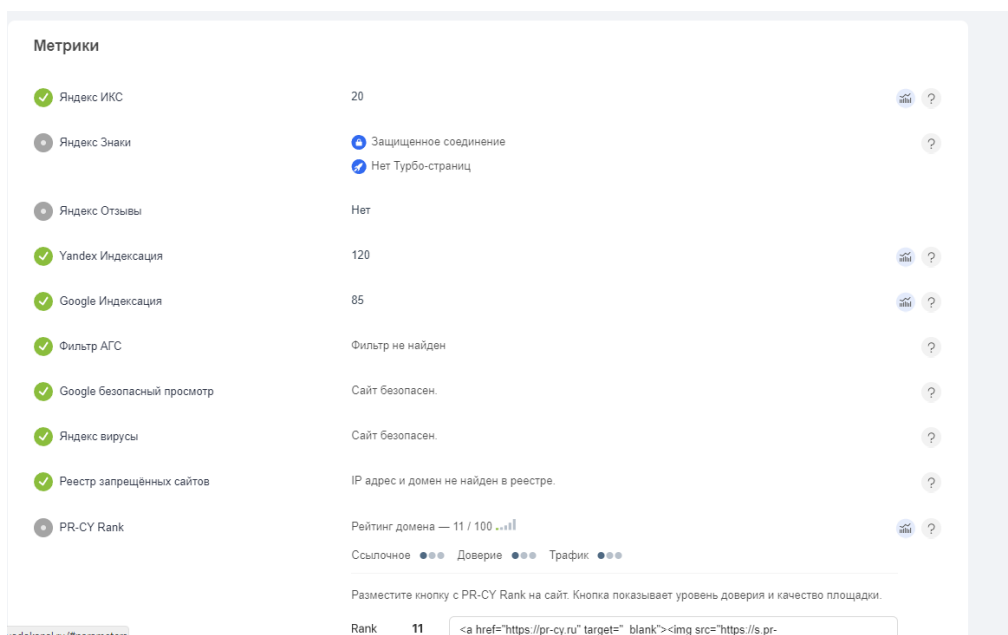 Метрики
Яндекс ИКС 20 ?
Яндекс Знаки Защищенное соединение ?
Нет Турбо-страниц
Яндекс Отзывы Нет
Yandex Индексация 120 ?
Google Индексация 85 ?
Фильтр АГС Фильтр не найден ?
Google безопасный просмотр Сайт безопасен. ?
Яндекс вирусы Сайт безопасен. ?
Реестр запрещённых сайтов IP адрес и домен не найден в реестре. ?
PR-CY Rank Рейтинг домена — 11 / 100 ?
Ссылочное Доверие Трафик
Разместите кнопку с PR-CY Rank на сайт. Кнопка показывает уровень доверия и качество площадки.
Rank 11 <a href="https://pr-cy.ru" target="_blank"><img src="https://s.pr-